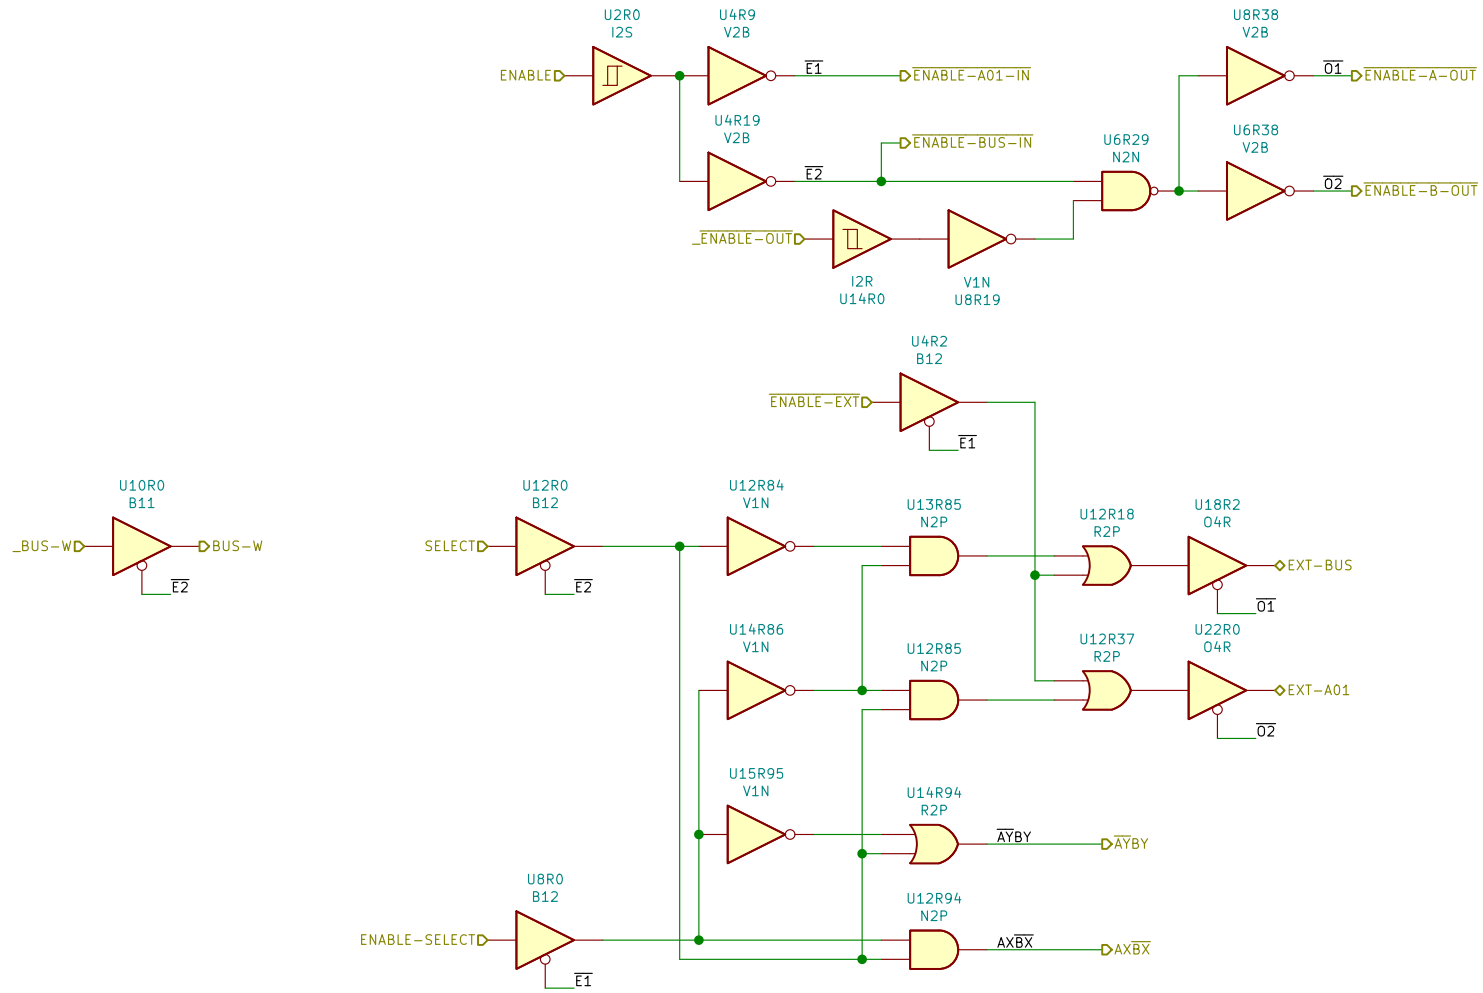 U2R0
I2S
U4R9
V2B
U8R38
V2B
ENABLE
E1
ENABLE-A01-IN
O1
ENABLE-A-OUT
U4R19
V2B
U6R29
N2N
U6R38
V2B
ENABLE-BUS-IN
E2
O2
ENABLE-B-OUT
_ENABLE-OUT
I2R
U14R0
V1N
U8R19
U4R2
B12
ENABLE-EXT
E1
U10R0
B11
U12R0
B12
U12R84
V1N
U13R85
N2P
U12R18
R2P
U18R2
O4R
_BUS-W
BUS-W
SELECT
EXT-BUS
E2
E2
O1
U14R86
V1N
U12R85
N2P
U12R37
R2P
U22R0
O4R
EXT-A01
O2
U15R95
V1N
U14R94
R2P
AYBY
AYBY
U8R0
B12
U12R94
N2P
ENABLE-SELECT
AXBX
AXBX
E1